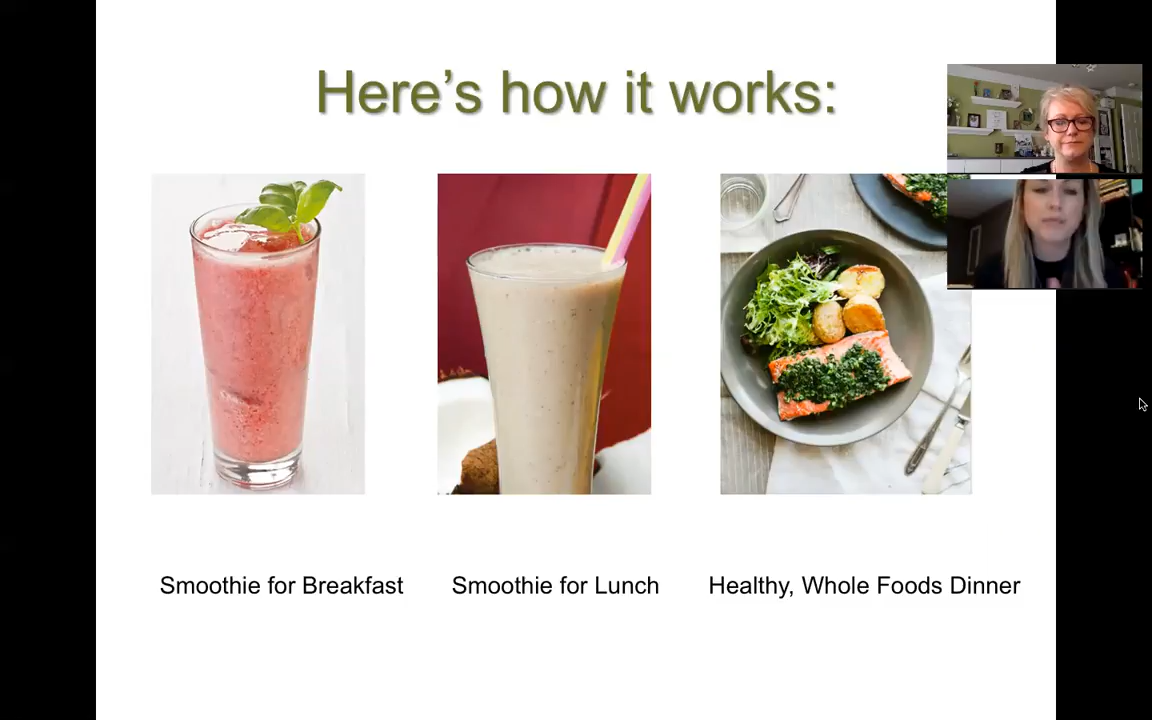 Here’s how it works:
Smoothie for Breakfast
Smoothie for Lunch
Healthy, Whole Foods Dinner